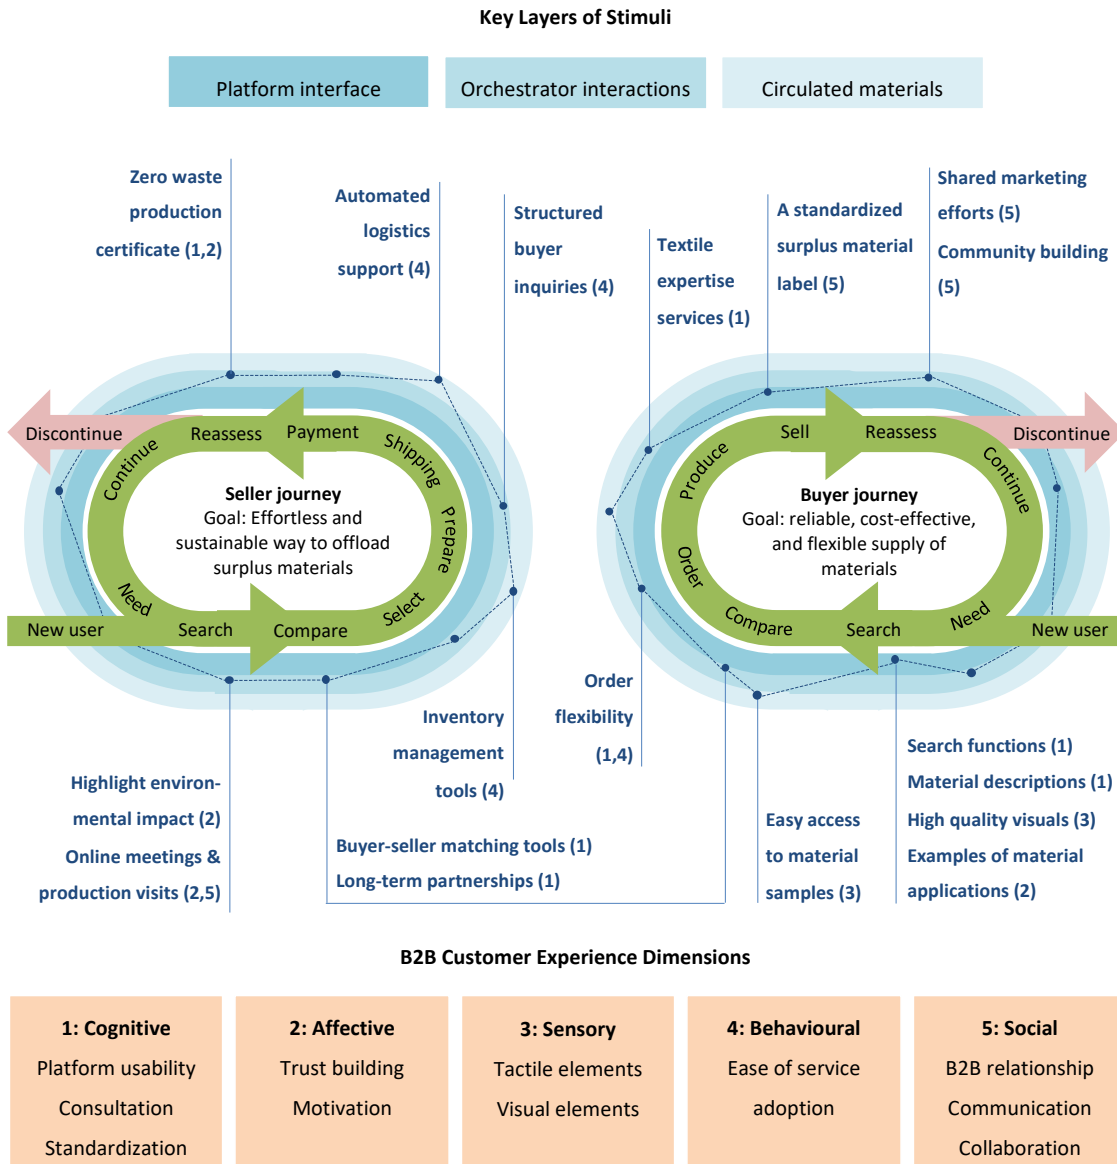 Key Layers of Stimuli
Platform interface
Orchestrator interactions
Circulated materials
Zero waste
production
certificate (1,2)
Automated
logistics
support (4)
Structured
buyer
inquiries (4)
Textile
expertise
services (1)
A standardized
surplus material
label (5)
Shared marketing
efforts (5)
Community building
(5)
Discontinue
Reassess
Payment
Shipping
Prepare
Select
Compare
Search
Need
Continue
New user
Seller journey
Goal: Effortless and
sustainable way to offload
surplus materials
Sell
Reassess
Discontinue
Continue
Need
New user
Search
Compare
Order
Produce
Buyer journey
Goal: reliable, cost-effective,
and flexible supply of
materials
Highlight environ-
mental impact (2)
Online meetings &
production visits (2,5)
Inventory
management
tools (4)
Buyer-seller matching tools (1)
Long-term partnerships (1)
Order
flexibility
(1,4)
Easy access
to material
samples (3)
Search functions (1)
Material descriptions (1)
High quality visuals (3)
Examples of material
applications (2)
B2B Customer Experience Dimensions
1: Cognitive
Platform usability
Consultation
Standardization
2: Affective
Trust building
Motivation
3: Sensory
Tactile elements
Visual elements
4: Behavioural
Ease of service
adoption
5: Social
B2B relationship
Communication
Collaboration